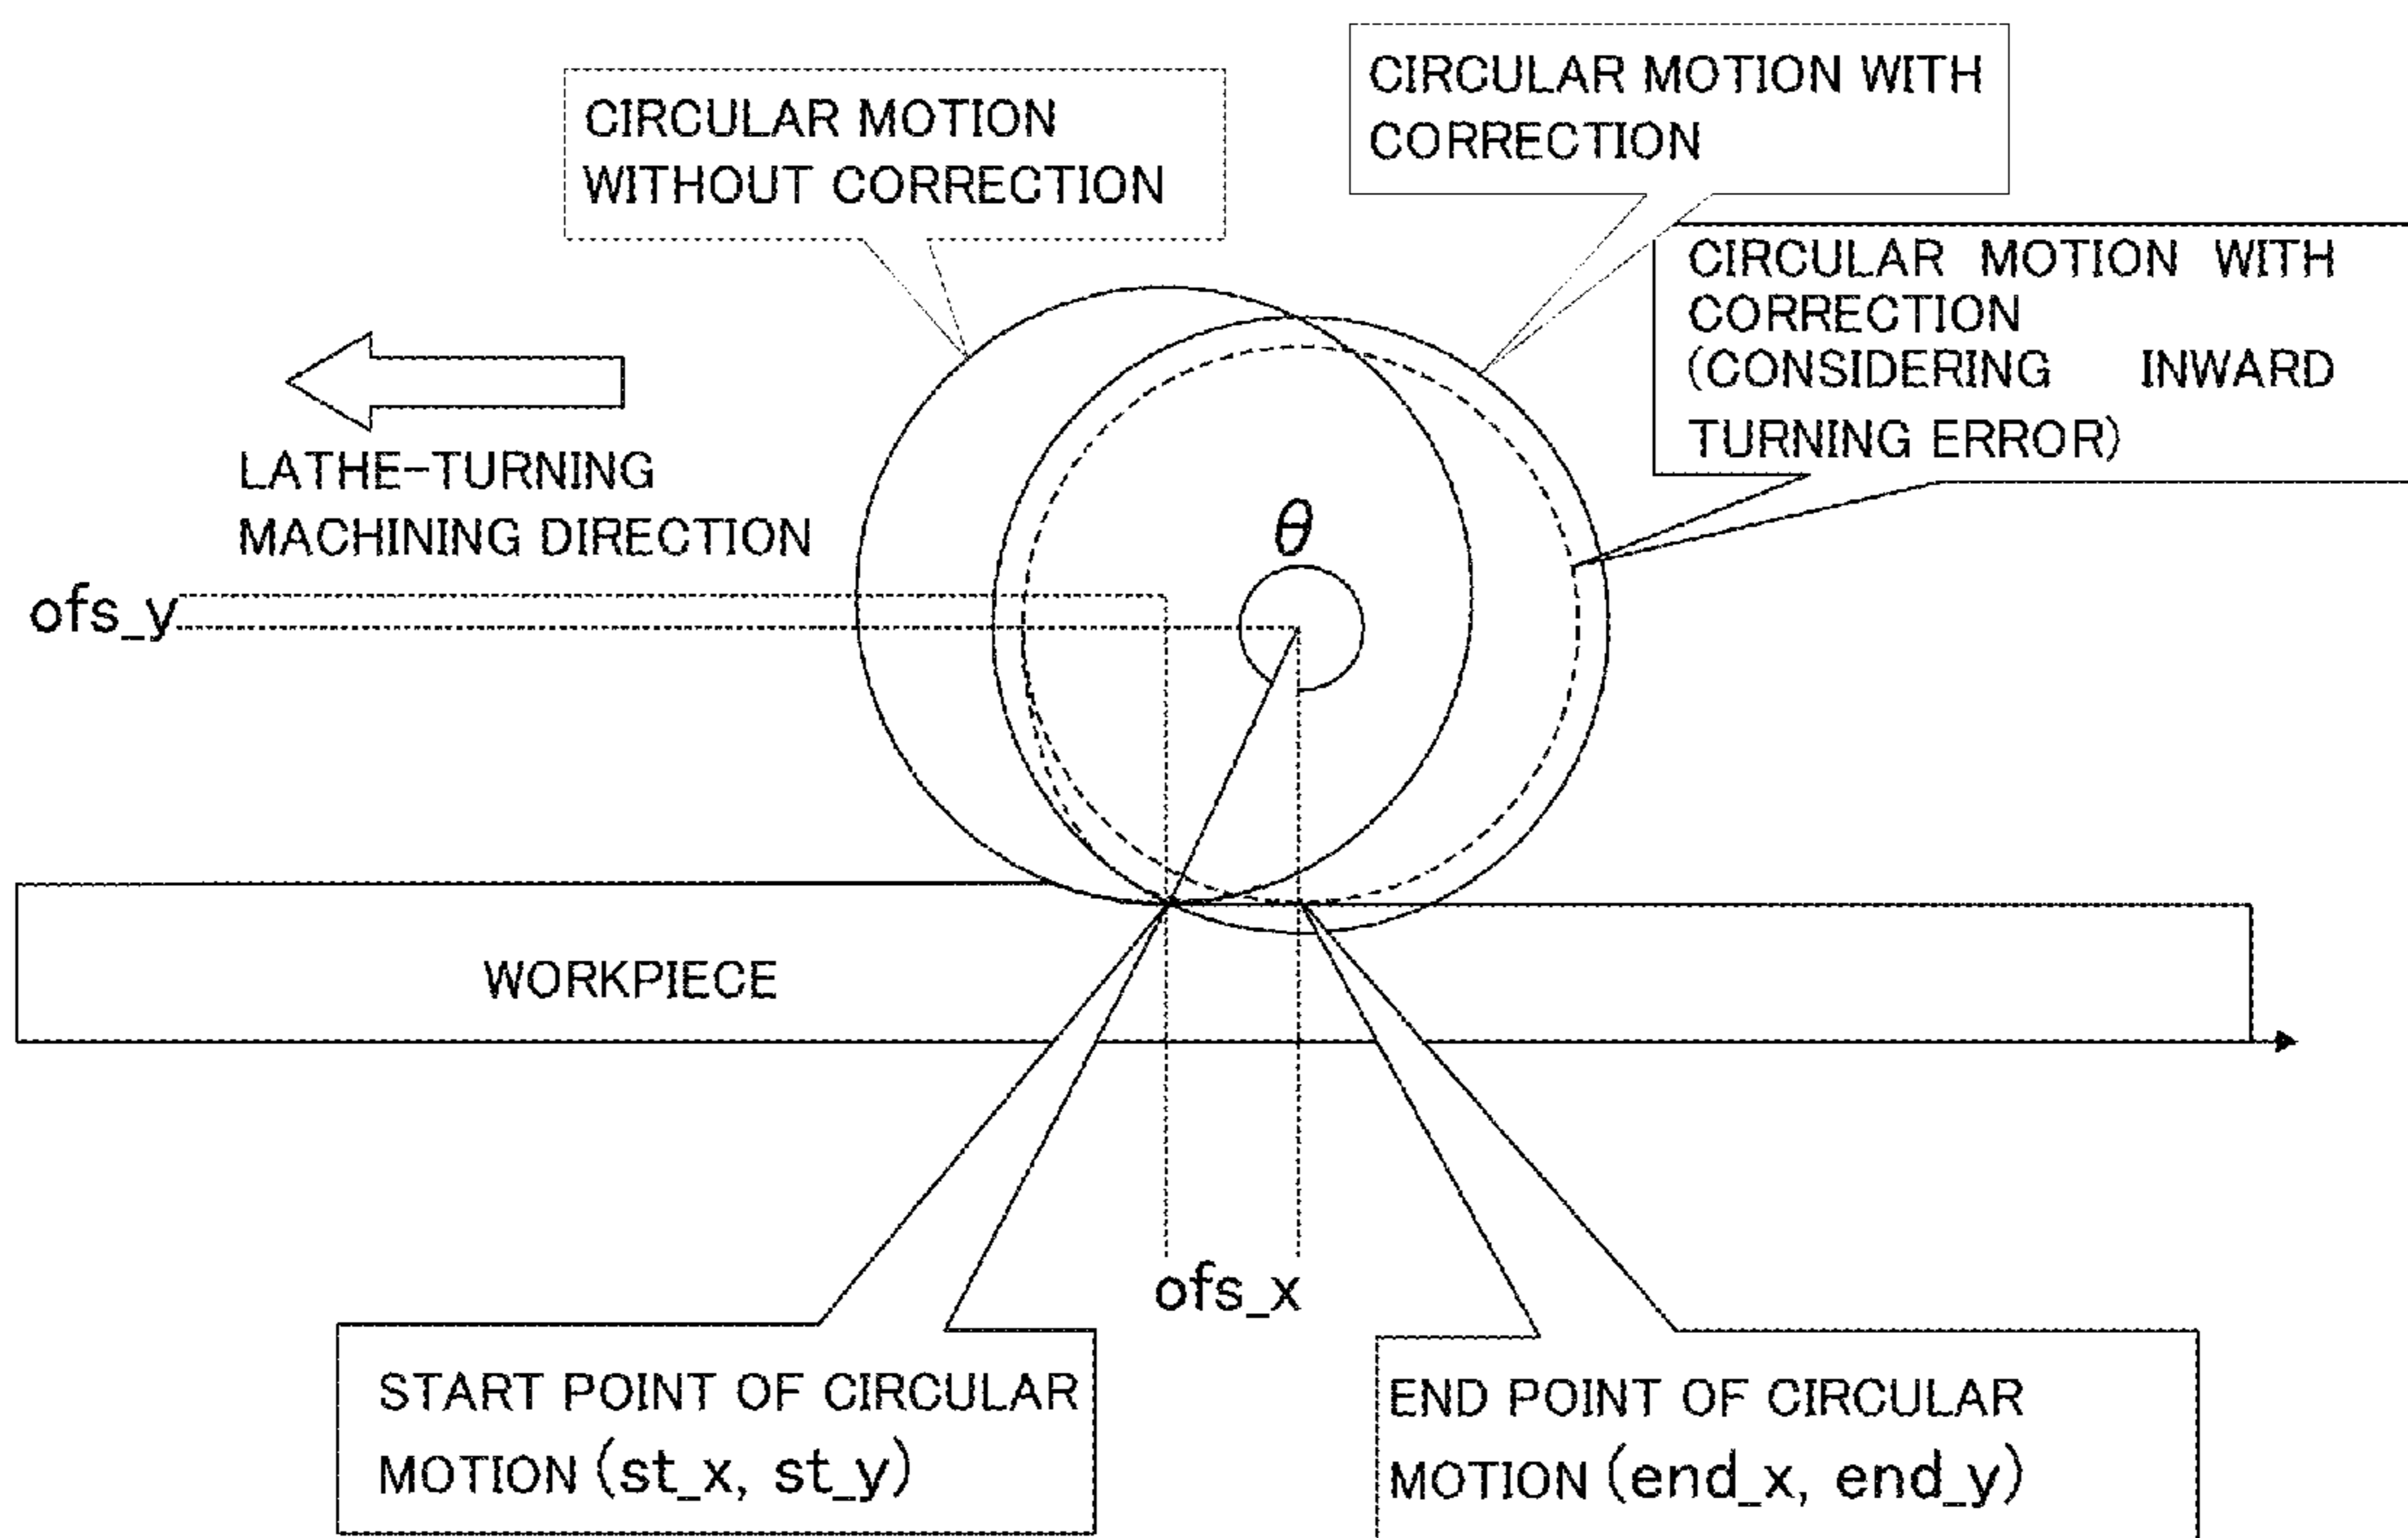 CIRCULAR MOTION
WITHOUT CORRECTION
CIRCULAR MOTION WITH
CORRECTION
CIRCULAR MOTION WITH
CORRECTION
(CONSIDERING INWARD
TURNING ERROR)
LATHE-TURNING
MACHINING DIRECTION
θ
ofs_y
WORKPIECE
ofs_x
START POINT OF CIRCULAR
MOTION (st_x, st_y)
END POINT OF CIRCULAR
MOTION (end_x, end_y)